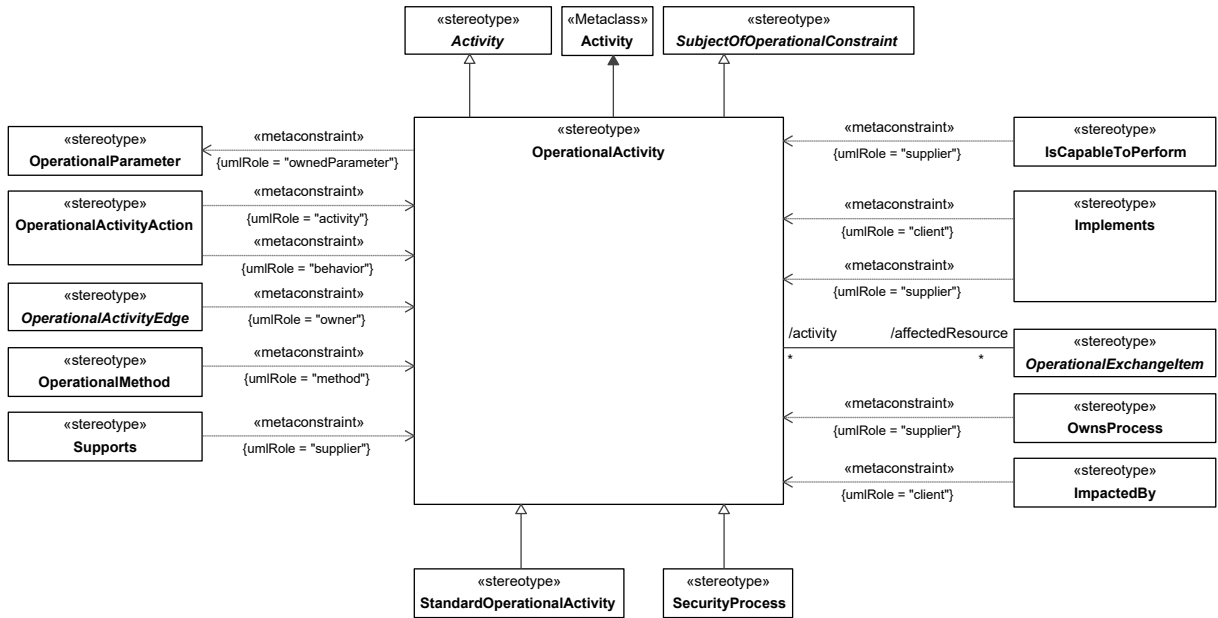 «stereotype»
Activity
«Metaclass»
Activity
«stereotype»
SubjectOfOperationalConstraint
«stereotype»
OperationalParameter
«metaconstraint»
{umlRole = "ownedParameter"}
«stereotype»
OperationalActivityAction
«metaconstraint»
{umlRole = "activity"}
«metaconstraint»
{umlRole = "behavior"}
«stereotype»
OperationalActivityEdge
«metaconstraint»
{umlRole = "owner"}
«stereotype»
OperationalMethod
«metaconstraint»
{umlRole = "method"}
«stereotype»
Supports
«metaconstraint»
{umlRole = "supplier"}
«stereotype»
OperationalActivity
«metaconstraint»
{umlRole = "supplier"}
«stereotype»
IsCapableToPerform
«metaconstraint»
{umlRole = "client"}
«metaconstraint»
{umlRole = "supplier"}
«stereotype»
Implements
/activity
/affectedResource
*
*
«stereotype»
OperationalExchangeItem
«metaconstraint»
{umlRole = "supplier"}
«stereotype»
OwnsProcess
«metaconstraint»
{umlRole = "client"}
«stereotype»
ImpactedBy
«stereotype»
StandardOperationalActivity
«stereotype»
SecurityProcess